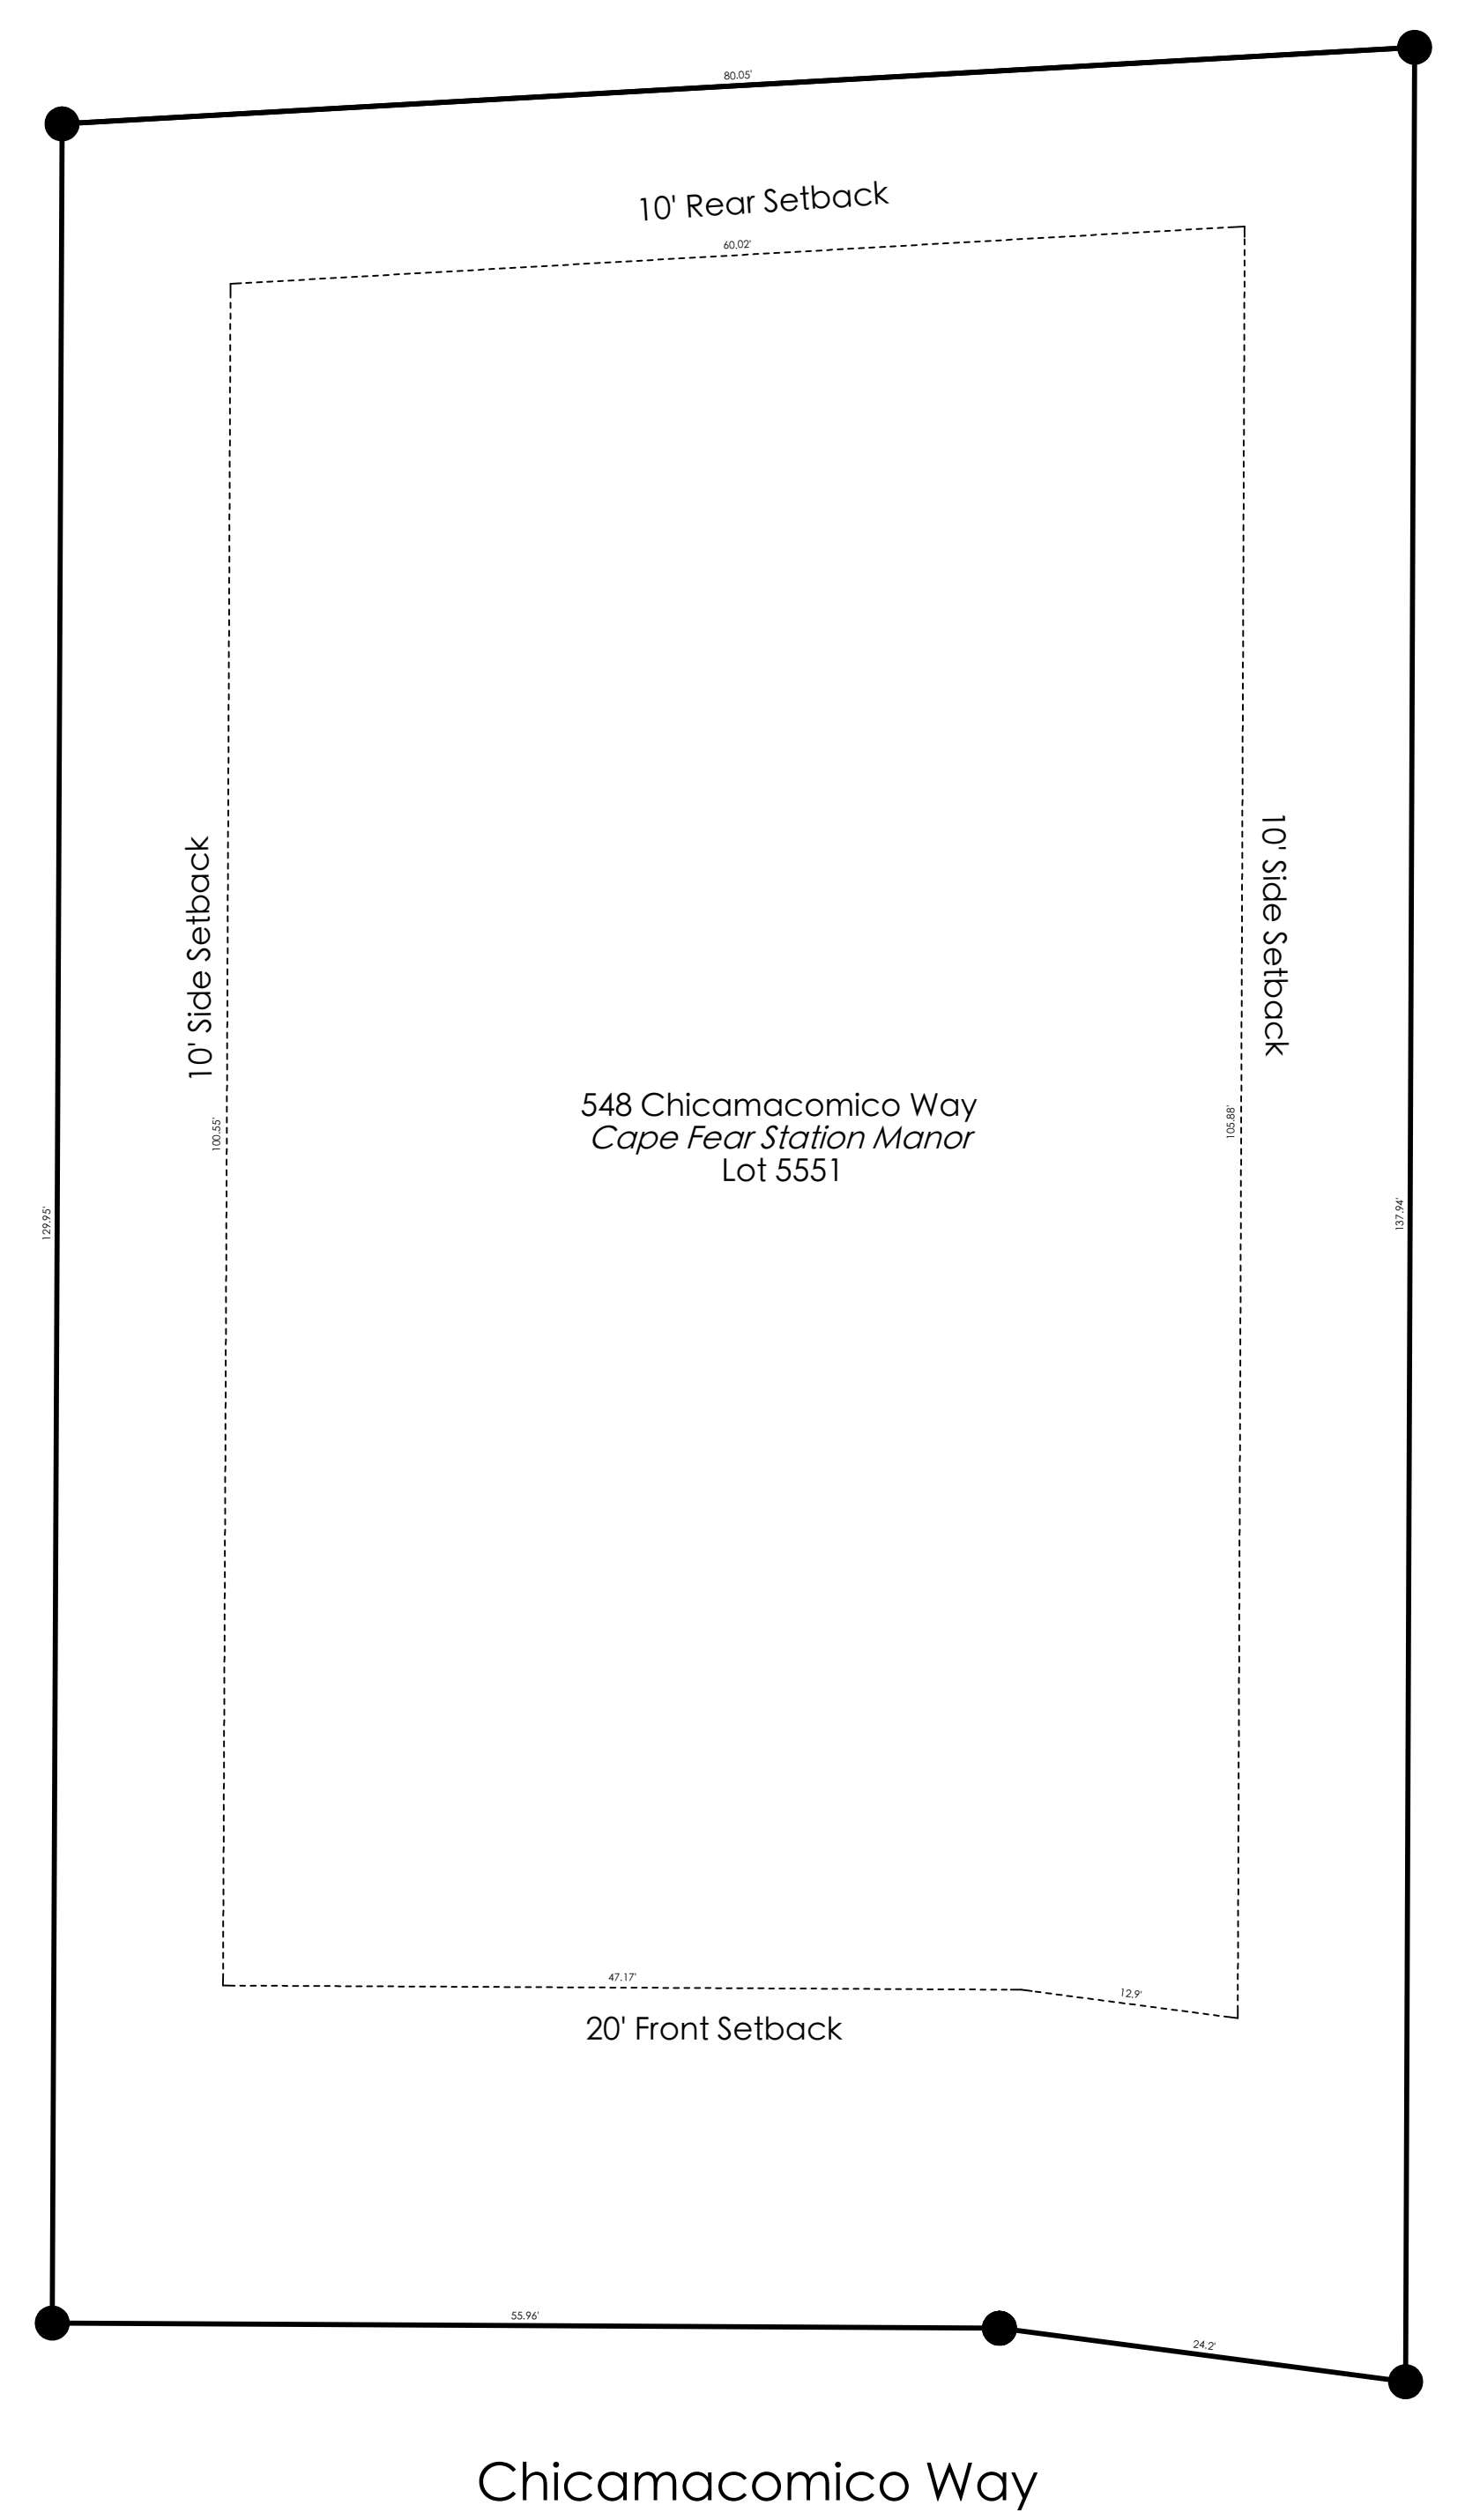 80.05'
10' Rear Setback
60.02'
10' Side Setback
10' Side Setback
548 Chicamacomico Way
Cape Fear Station Manor
Lot 5551
100.55'
105.88'
129.95'
137.94'
47.17'
12.9'
20' Front Setback
55.96'
24.2'
Chicamacomico Way